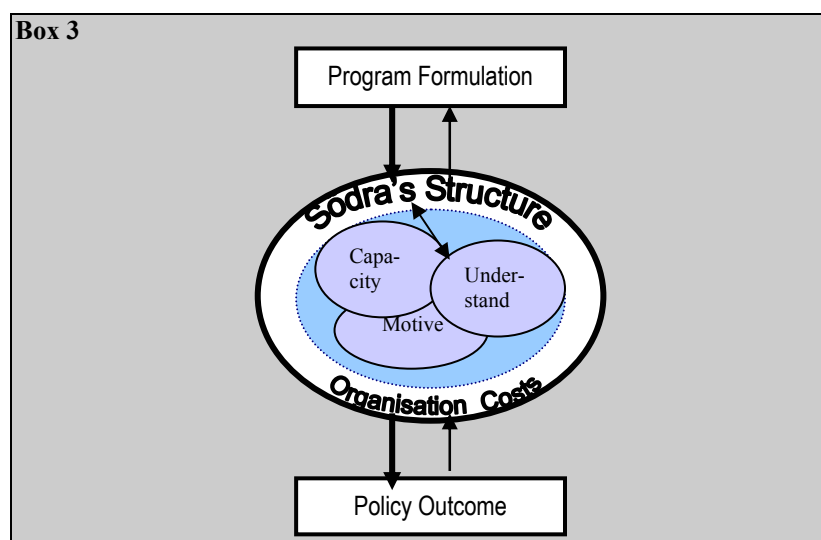 Box 3
Program Formulation
Sodra's Structure
Capa-
city
Under-
stand
Motive
Organisation Costs
Policy Outcome